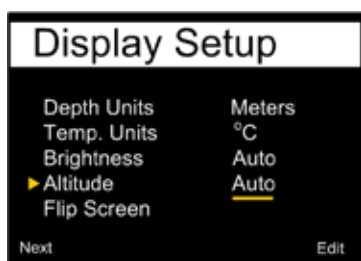 Display Setup
Depth Units Meters
Temp. Units °C
Brightness Auto
Altitude Auto
Flip Screen
Next Edit